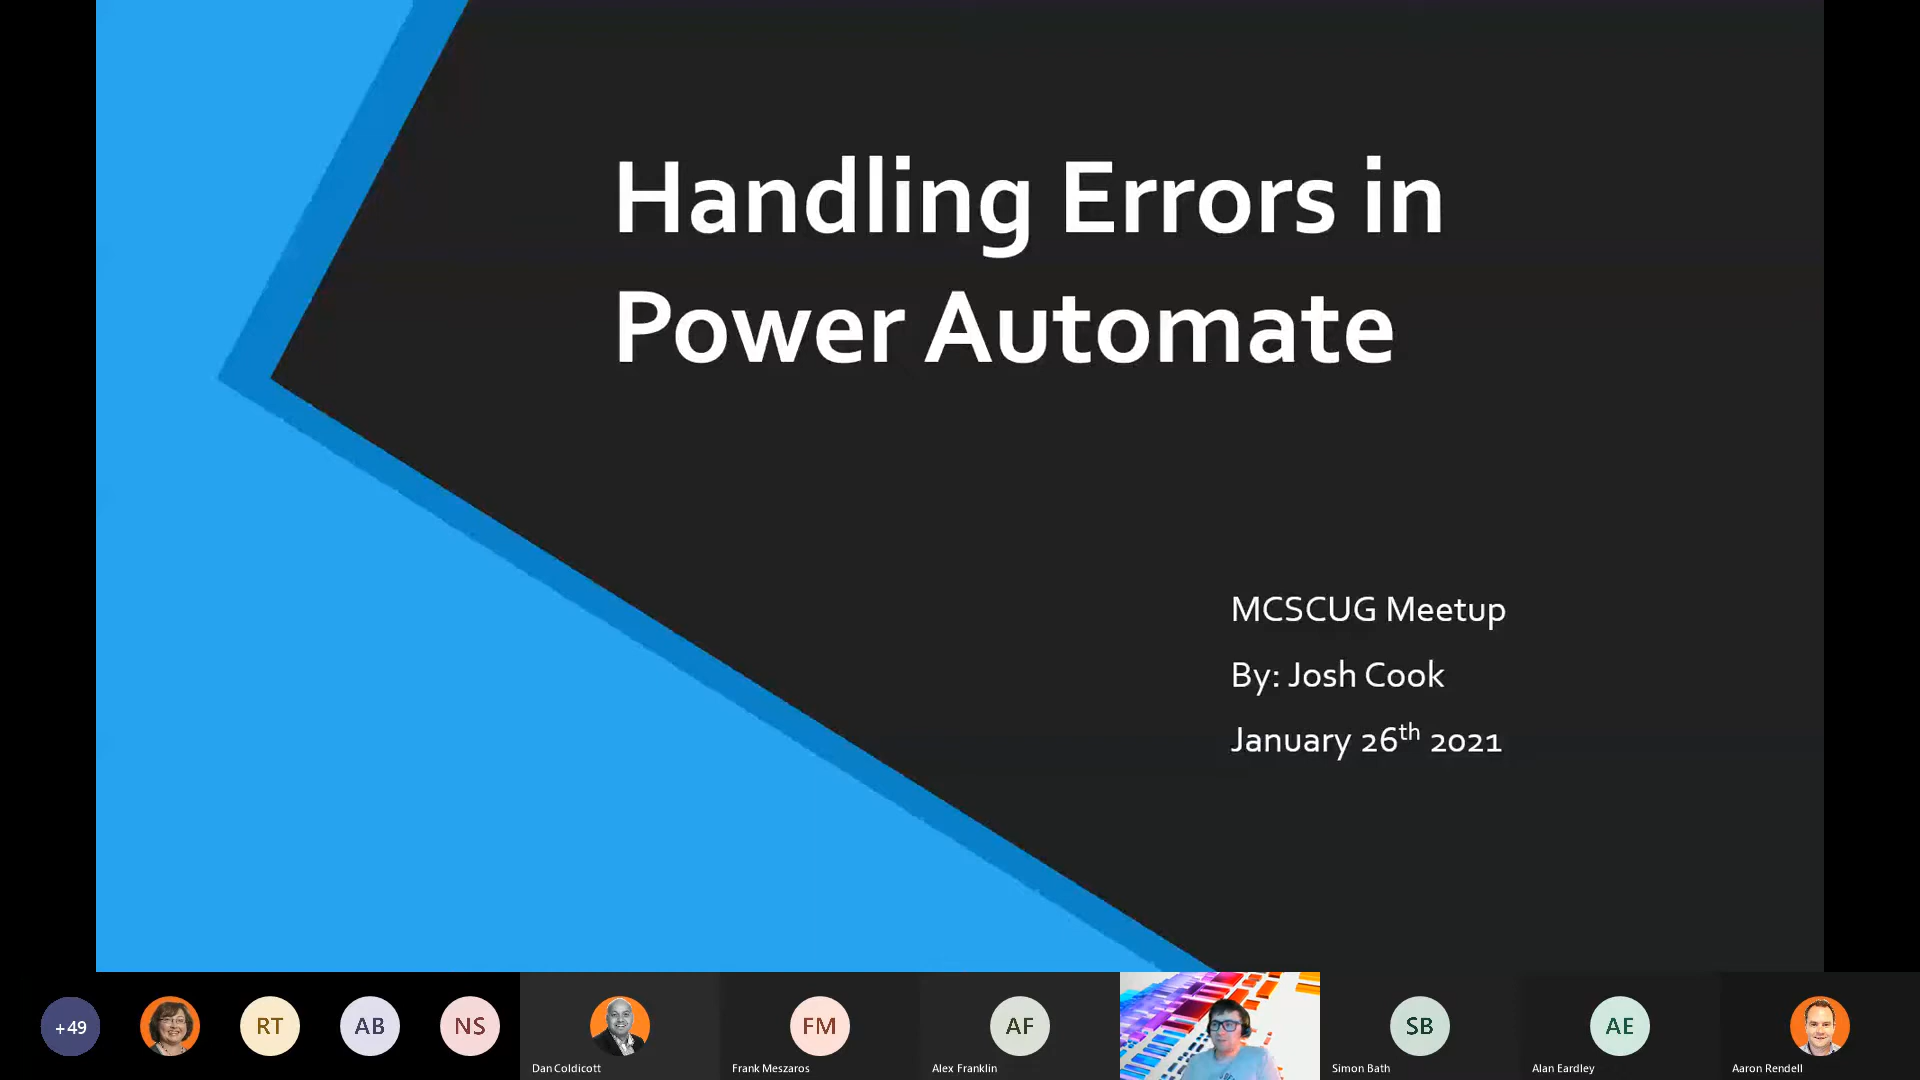 Handling Errors in
Power Automate
MCSCUG Meetup
By: Josh Cook
January 26th 2021
+49
RT
AB
NS
Dan Coldicott
FM
Frank Meszaros
AF
Alex Franklin
SB
Simon Bath
AE
Alan Eardley
Aaron Rendell